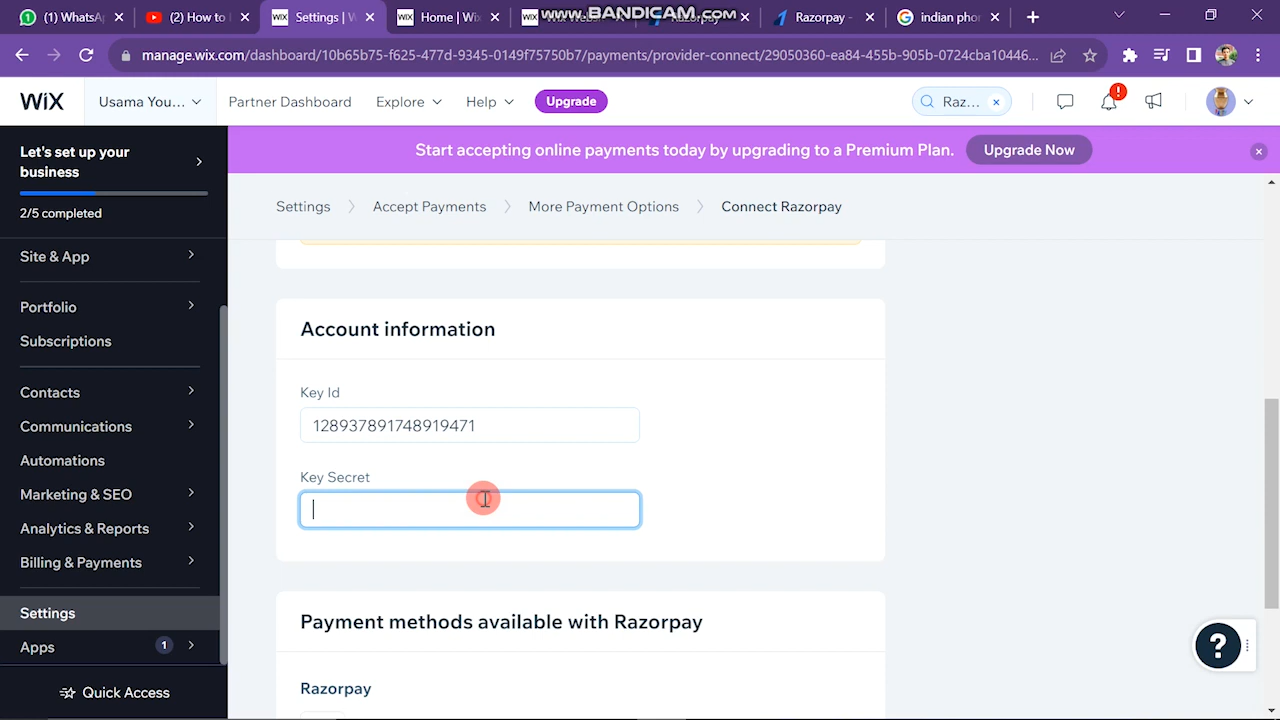 (1) WhatsA
(2) How to
Settings | W
Home | Wix
WWW.BANDICAM.COM
Razorpay -
indian phor
manage.wix.com/dashboard/10b65b75-f625-477d-9345-0149f75750b7/payments/provider-connect/29050360-ea84-455b-905b-0724cba10446...
WiX
Usama You...
Partner Dashboard
Explore
Help
Upgrade
Raz...
Let's set up your
business
2/5 completed
Start accepting online payments today by upgrading to a Premium Plan.
Upgrade Now
Settings
Accept Payments
More Payment Options
Connect Razorpay
Site & App
Portfolio
Subscriptions
Contacts
Communications
Automations
Marketing & SEO
Analytics & Reports
Billing & Payments
Settings
Apps
1
Quick Access
Account information
Key Id
128937891748919471
Key Secret
Payment methods available with Razorpay
Razorpay
?